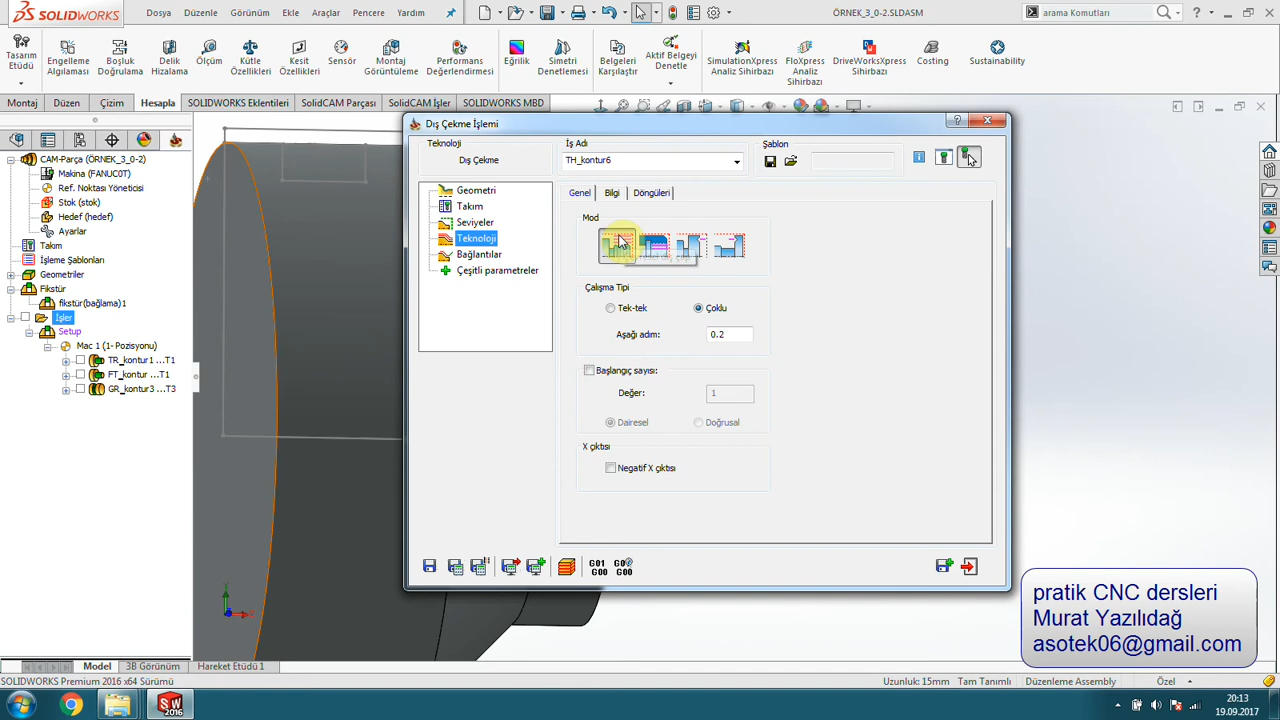 SOLIDWORKS
Dosya Düzenle Görünüm Ekle Araçlar Pencere Yardım
ÖRNEK_3_0-2.SLDASM
arama Komutları
Tasarım Etüdü
Engelleme Algılaması
Boşluk Doğrulama
Delik Hizalama
Ölçüm
Kütle Özellikleri
Kesit Özellikleri
Sensör
Montaj Görüntüleme
Performans Değerlendirmesi
Eğrilik
Simetri Denetlemesi
Belgeleri Karşılaştır
Aktif Belgeyi Denetle
SimulationXpress Analiz Sihirbazı
FloXpress Analiz Sihirbazı
DriveWorksXpress Sihirbazı
Costing
Sustainability
Montaj Düzen Çizim Hesapla SOLIDWORKS Eklentileri SolidCAM Parçası SolidCAM İşler SOLIDWORKS MBD
CAM-Parça (ÖRNEK_3_0-2)
Makina (FANUC0T)
Ref. Noktası Yöneticisi
Stok (stok)
Hedef (hedef)
Ayarlar
Takım
İşleme Şablonları
Geometriler
Fikstür
fikstür(bağlama)1
İşler
Setup
Mac 1 (1- Pozisyonu)
TR_kontur1 ...T1
FT_kontur ...T1
GR_kontur3 ...T3
Dış Çekme İşlemi
Teknoloji
Dış Çekme
İş Adı
TH_kontur6
Şablon
Geometri
Takım
Seviyeler
Teknoloji
Bağlantılar
Çeşitli parametreler
Genel Bilgi Döngüleri
Mod
Çalışma Tipi
Tek-tek Çoklu
Aşağı adım: 0.2
Başlangıç sayısı:
Değer: 1
Dairesel Doğrusal
X çıktısı
Negatif X çıktısı
G01 G00
G00
pratik CNC dersleri
Murat Yazılıdağ
asotek06@gmail.com
Model 3B Görünüm Hareket Etüdü 1
SOLIDWORKS Premium 2016 x64 Sürümü
Uzunluk: 15mm Tam Tanımlı Düzenleme Assembly Özel
SW 2016
20:13
19.09.2017